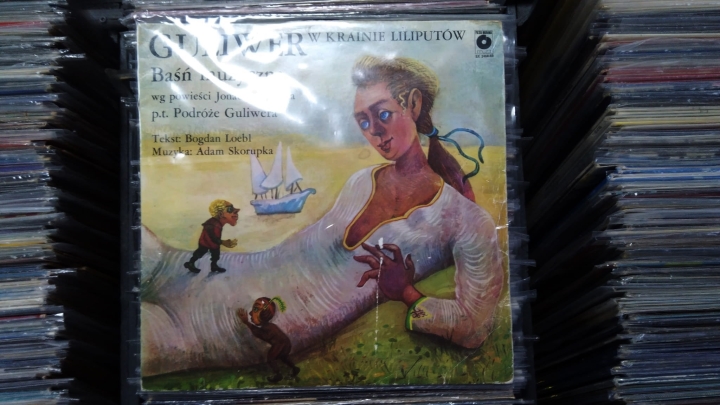 GULIWER W KRAINIE LILIPUTÓW
Baśń
wg powieści
p.t. Podróże Guliwera
Tekst: Bogdan Loebl
Muzyka: Adam Skorupka